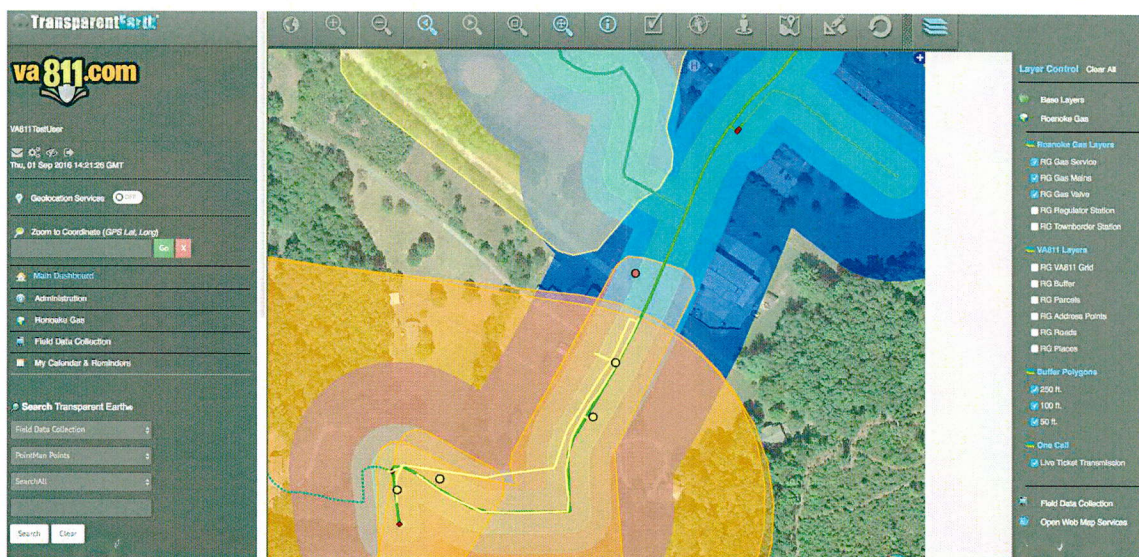 TransparentEarth
va811.com
VA811TestUser
Thu, 01 Sep 2016 14:21:26 GMT
Geolocation Services OFF
Zoom to Coordinate (GPS Lat, Long)
Go X
Main Dashboard
Administration
Ronoake Gas
Field Data Collection
My Calendar & Reminders
Search Transparent Earth®
Field Data Collection
PointMan Points
SearchAll
Search Clear
H
Layer Control Clear All
Base Layers
Roanoke Gas
Roanoke Gas Layers
RG Gas Service
RG Gas Mains
RG Gas Valve
RG Regulator Station
RG Townborder Station
VA811 Layers
RG VA811 Grid
RG Buffer
RG Parcels
RG Address Points
RG Roads
RG Places
Buffer Polygons
250 ft.
100 ft.
50 ft.
One Call
Live Ticket Transmission
Field Data Collection
Open Web Map Services